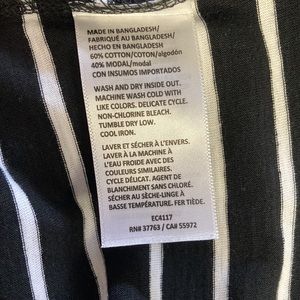 MADE IN BANGLADESH/
FABRIQUÉ AU BANGLADESH/
HECHO EN BANGLADESH
60% COTTON/COTON/algodón
40% MODAL/modal
CON INSUMOS IMPORTADOS
WASH AND DRY INSIDE OUT.
MACHINE WASH COLD WITH
LIKE COLORS. DELICATE CYCLE.
NON-CHLORINE BLEACH.
TUMBLE DRY LOW.
COOL IRON.
LAVER ET SÉCHER À L'ENVERS.
LAVER À LA MACHINE À
L'EAU FROIDE AVEC DES
COULEURS SIMILAIRES.
CYCLE DÉLICAT. AGENT DE
BLANCHIMENT SANS CHLORÉ.
SÉCHER AU SÈCHE-LINGE À
BASSE TEMPÉRATURE. FER TIÈDE.
EC4117
RN# 37763 / CA# 55972